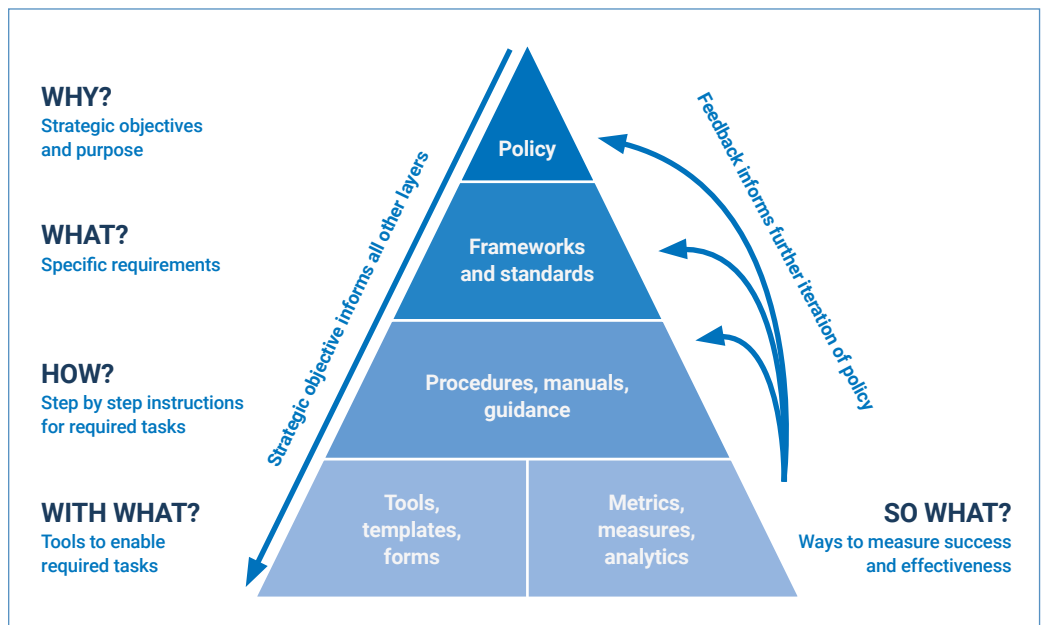 WHY?
Strategic objectives
and purpose
WHAT?
Specific requirements
HOW?
Step by step instructions
for required tasks
WITH WHAT?
Tools to enable
required tasks
Strategic objective informs all other layers
Policy
Frameworks
and standards
Procedures, manuals,
guidance
Tools,
templates,
forms
Metrics,
measures,
analytics
Feedback informs further iteration of policy
SO WHAT?
Ways to measure success
and effectiveness